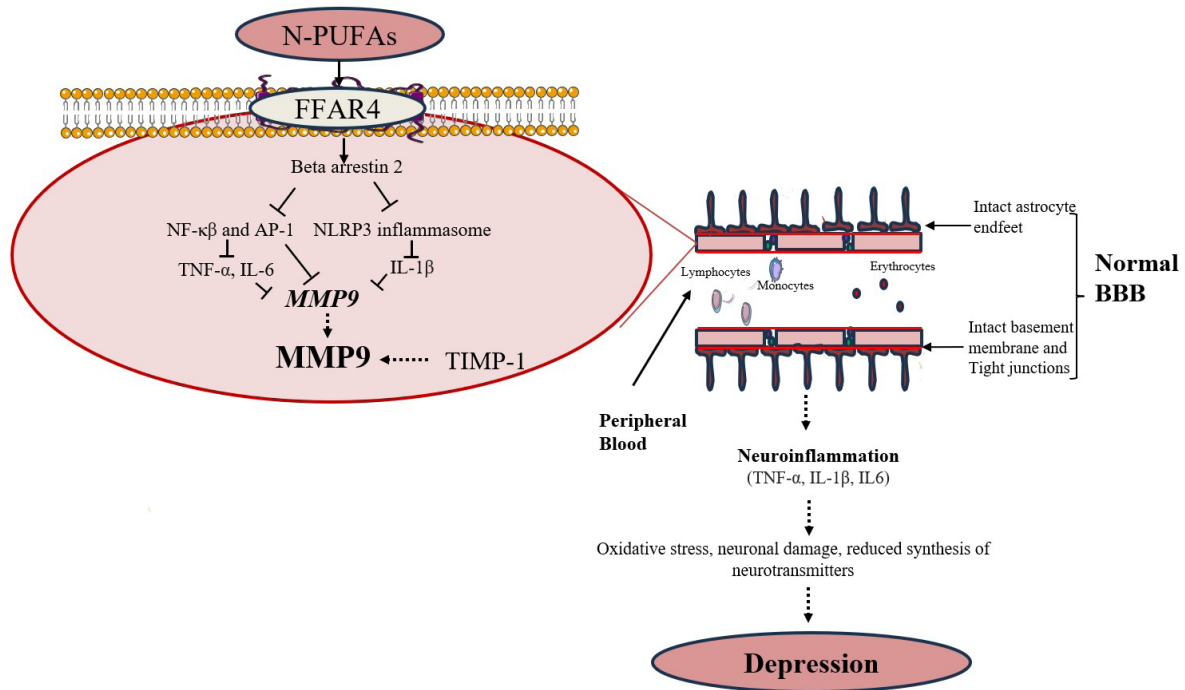 N-PUFAs
FFAR4
Beta arrestin 2
NF-κβ and AP-1
NLRP3 inflammasome
TNF-α, IL-6
IL-1β
MMP9
MMP9
TIMP-1
Intact astrocyte
endfeet
Lymphocytes
Monocytes
Erythrocytes
Normal
BBB
Intact basement
membrane and
Tight junctions
Peripheral
Blood
Neuroinflammation
(TNF-α, IL-1β, IL6)
Oxidative stress, neuronal damage, reduced synthesis of
neurotransmitters
Depression